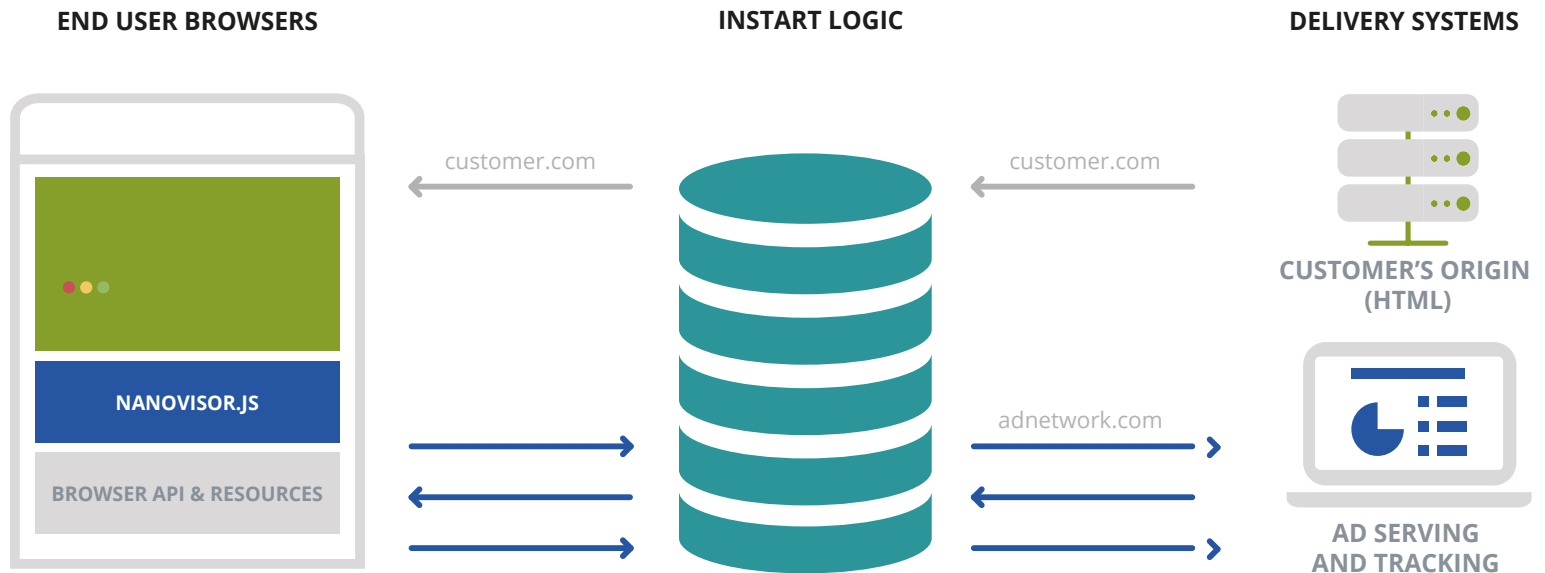 END USER BROWSERS
INSTART LOGIC
DELIVERY SYSTEMS
customer.com
customer.com
CUSTOMER’S ORIGIN
(HTML)
NANOVISOR.JS
adnetwork.com
BROWSER API & RESOURCES
AD SERVING
AND TRACKING